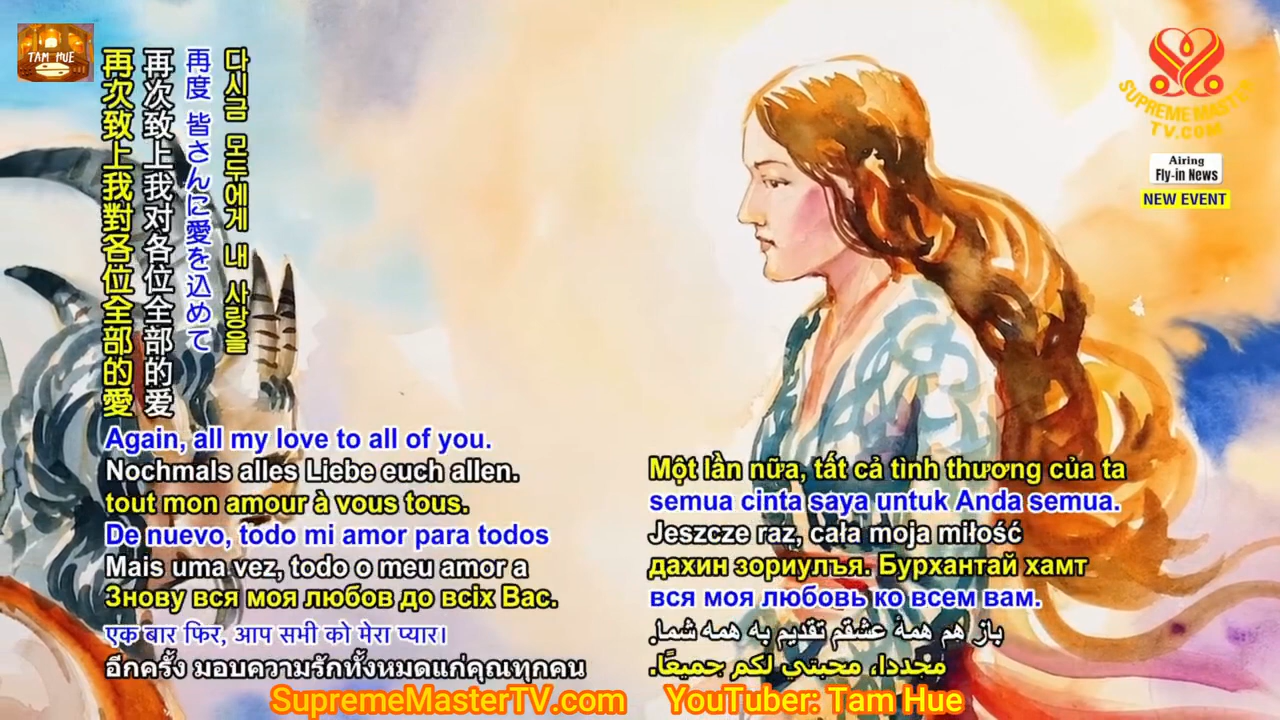 TAM HUE
再次致上我對各位全部的愛
再次致上我对各位全部的爱
再度 皆さんに愛を込めて
다시금 모두에게 내 사랑을
SUPREME MASTER
TV.COM
Airing
Fly-in News
NEW EVENT
Again, all my love to all of you.
Nochmals alles Liebe euch allen.
tout mon amour à vous tous.
De nuevo, todo mi amor para todos
Mais uma vez, todo o meu amor a
Знову вся моя любов до всіх Вас.
एक बार फिर, आप सभी को मेरा प्यार।
อีกครั้ง มอบความรักทั้งหมดแก่คุณทุกคน
Một lần nữa, tất cả tình thương của ta
semua cinta saya untuk Anda semua.
Jeszcze raz, cała moja miłość
дахин зориулъя. Бурхантай хамт
вся моя любовь ко всем вам.
باز هم همهٔ عشقم تقدیم به همه شما.
مجددا، محبتي لكم جميعًا.
SupremeMasterTV.com
YouTuber: Tam Hue